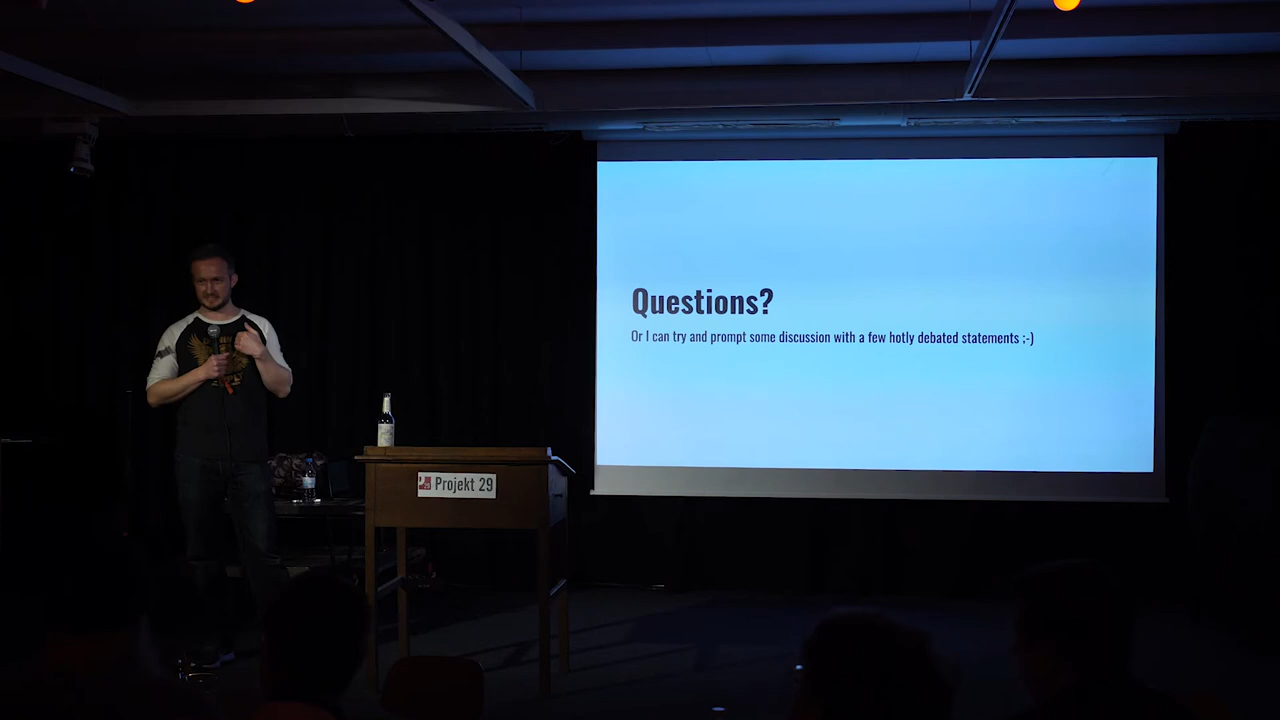 Questions?
Or I can try and prompt some discussion with a few hotly debated statements ;-)
Projekt 29